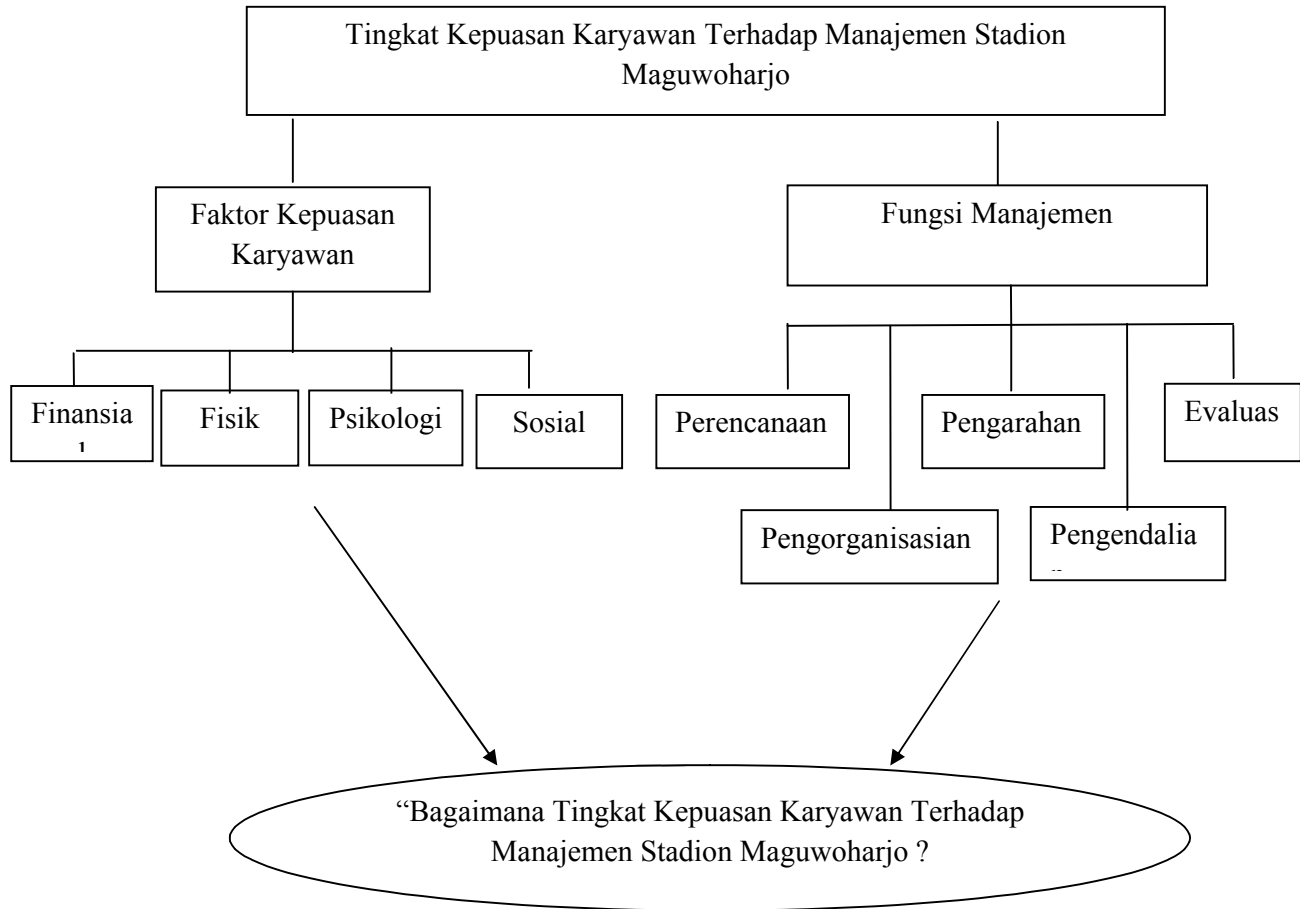 Tingkat Kepuasan Karyawan Terhadap Manajemen Stadion
Maguwoharjo
Faktor Kepuasan
Karyawan
Fungsi Manajemen
Finansia
l
Fisik
Psikologi
Sosial
Perencanaan
Pengarahan
Evaluas
Pengorganisasian
Pengendalia
“Bagaimana Tingkat Kepuasan Karyawan Terhadap
Manajemen Stadion Maguwoharjo ?